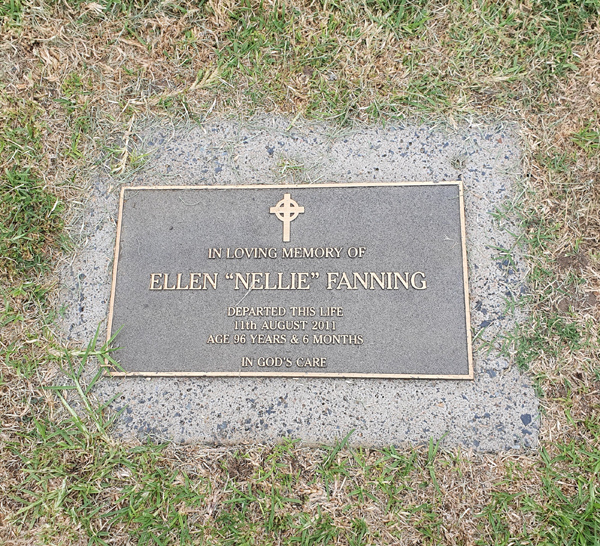 IN LOVING MEMORY OF
ELLEN “NELLIE” FANNING
DEPARTED THIS LIFE
11th AUGUST 2011
AGE 96 YEARS & 6 MONTHS
IN GOD'S CARE